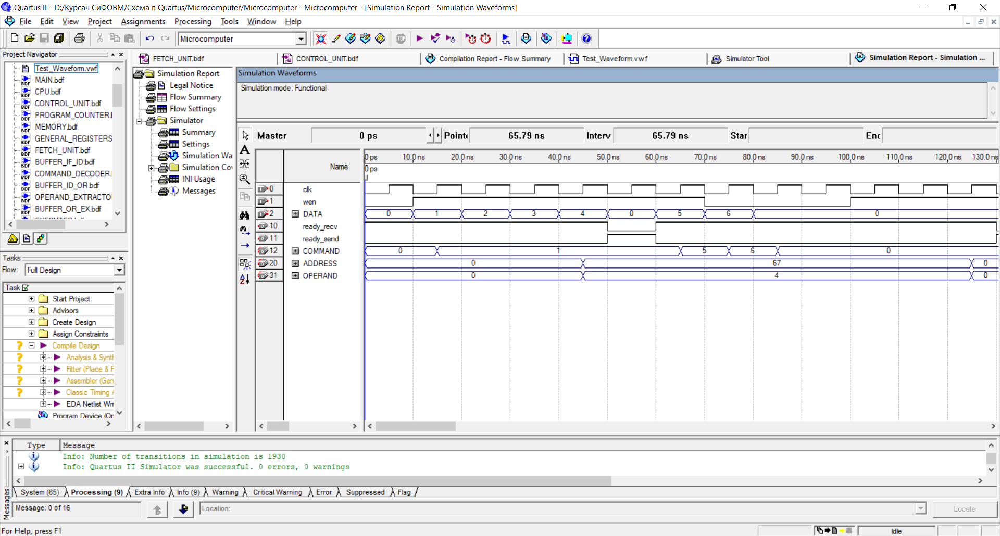 Quartus II - D:/Курсач СиФОВМ/Схема в Quartus/Microcomputer/Microcomputer - Microcomputer - [Simulation Report - Simulation Waveforms]
File Edit View Project Assignments Processing Tools Window Help
Microcomputer
STOP
Project Navigator
Test_Waveform.vwf
MAIN.bdf
CPU.bdf
CONTROL_UNIT.bdf
PROGRAM_COUNTER.
MEMORY.bdf
GENERAL_REGISTERS
FETCH_UNIT.bdf
BUFFER_IF_ID.bdf
COMMAND_DECODER.
BUFFER_ID_OR.bdf
OPERAND_EXTRACTO
BUFFER_OR_EX.bdf
Tasks
Flow: Full Design
Task
Start Project
Advisors
Create Design
Assign Constraints
Compile Design
Analysis & Synth
Fitter (Place & F
Assembler (Gen
Classic Timing A
EDA Netlist Wri
Program Device (Op
FETCH_UNIT.bdf CONTROL_UNIT.bdf Compilation Report - Flow Summary Test_Waveform.vwf Simulator Tool Simulation Report - Simulation ...
Simulation Report
Legal Notice
Flow Summary
Flow Settings
Simulator
Summary
Settings
Simulation Wa
Simulation Cov
INI Usage
Messages
Simulation Waveforms
Simulation mode: Functional
Master 0 ps Pointe 65.79 ns Interv 65.79 ns Star Enc
Name
0 ps 10.0 ns 20.0 ns 30.0 ns 40.0 ns 50.0 ns 60.0 ns 70.0 ns 80.0 ns 90.0 ns 100.0 ns 110.0 ns 120.0 ns 130.0 ns
0 ps
0 clk
1 wen
2 DATA 0 1 2 3 4 0 5 6 0
10 ready_recv
11 ready_send
12 COMMAND 0 1 5 6 0
20 ADDRESS 0 67 0
31 OPERAND 0 4 0
Type Message
Info: Number of transitions in simulation is 1930
Info: Quartus II Simulator was successful. 0 errors, 0 warnings
System (65) Processing (9) Extra Info Info (9) Warning Critical Warning Error Suppressed Flag
Messages
Message: 0 of 16 Location: Locate
For Help, press F1 Idle